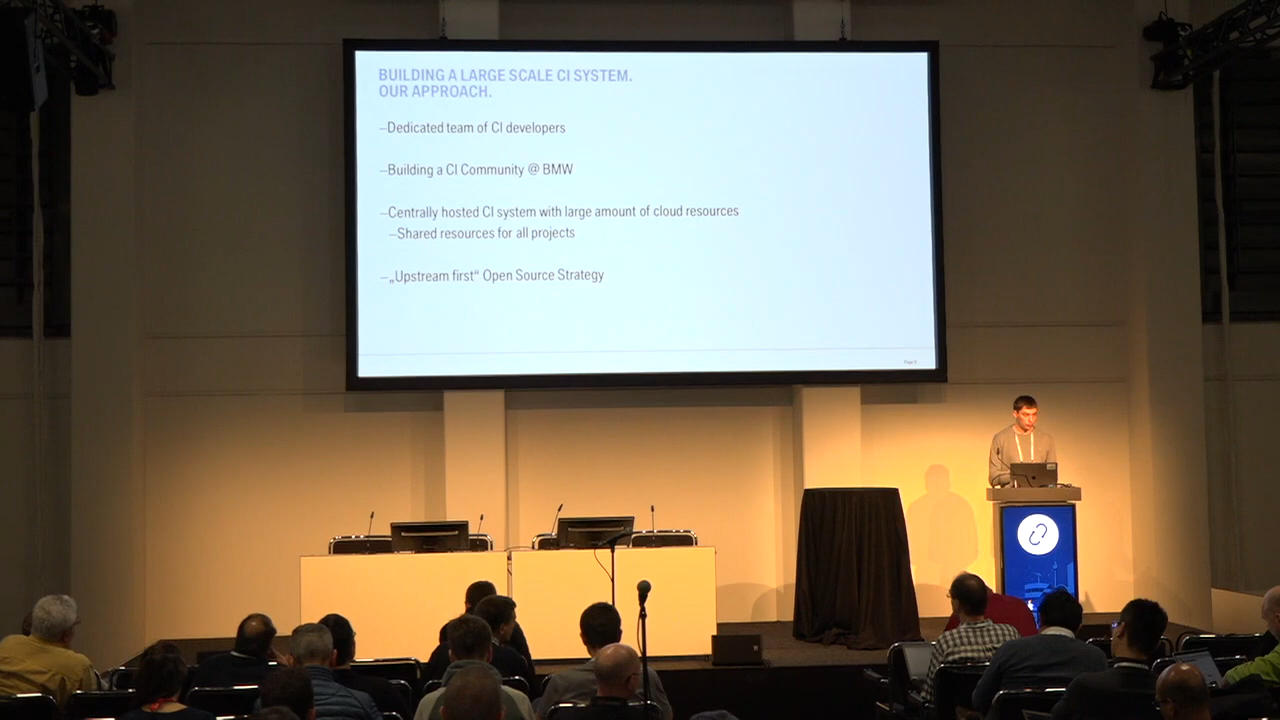 BUILDING A LARGE SCALE CI SYSTEM.
OUR APPROACH.
–Dedicated team of CI developers
–Building a CI Community @ BMW
–Centrally hosted CI system with large amount of cloud resources
–Shared resources for all projects
–„Upstream first“ Open Source Strategy